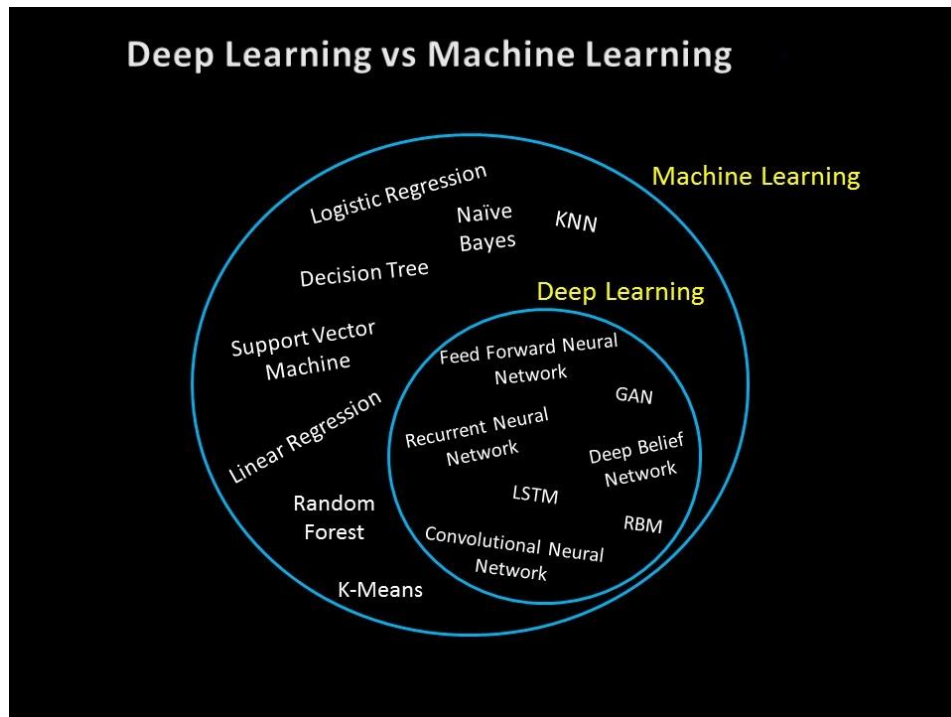 Deep Learning vs Machine Learning
Machine Learning
Logistic Regression
Naïve
Bayes
KNN
Decision Tree
Deep Learning
Support Vector
Machine
Feed Forward Neural
Network
GAN
Linear Regression
Recurrent Neural
Network
Deep Belief
Network
LSTM
Random
Forest
RBM
Convolutional Neural
Network
K-Means